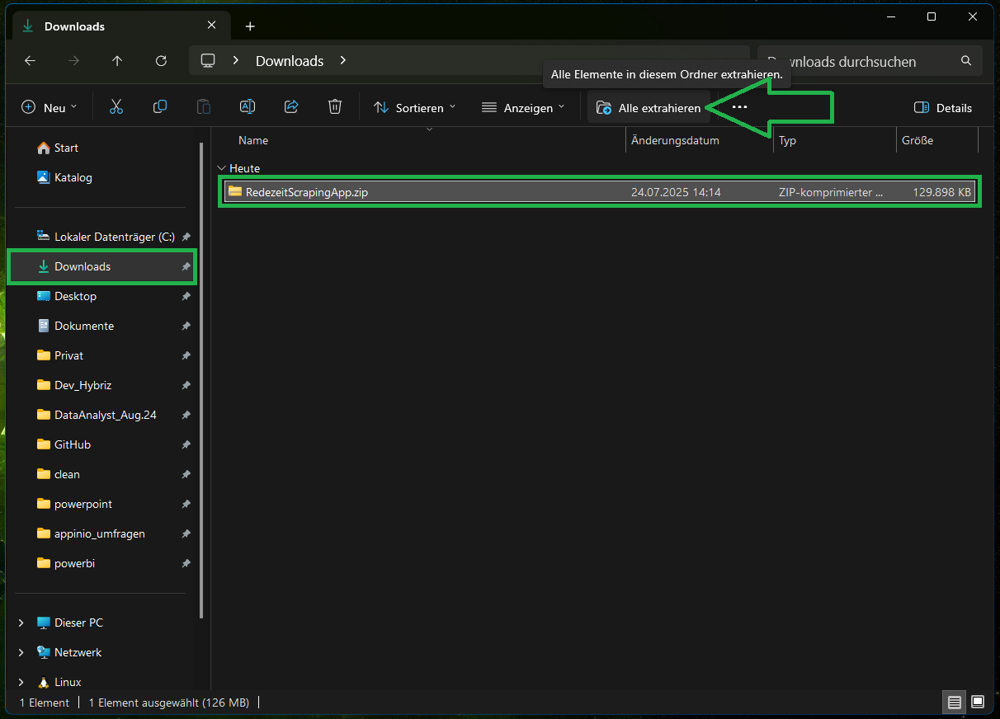 Downloads
Downloads
Downloads durchsuchen
Alle Elemente in diesem Ordner extrahieren.
Neu
Sortieren
Anzeigen
Alle extrahieren
Details
Name
Änderungsdatum
Typ
Größe
Heute
RedezeitScrapingApp.zip
24.07.2025 14:14
ZIP-komprimierter ...
129.898 KB
Start
Katalog
Lokaler Datenträger (C:)
Downloads
Desktop
Dokumente
Privat
Dev_Hybriz
DataAnalyst_Aug.24
GitHub
clean
powerpoint
appinio_umfragen
powerbi
Dieser PC
Netzwerk
Linux
1 Element
1 Element ausgewählt (126 MB)